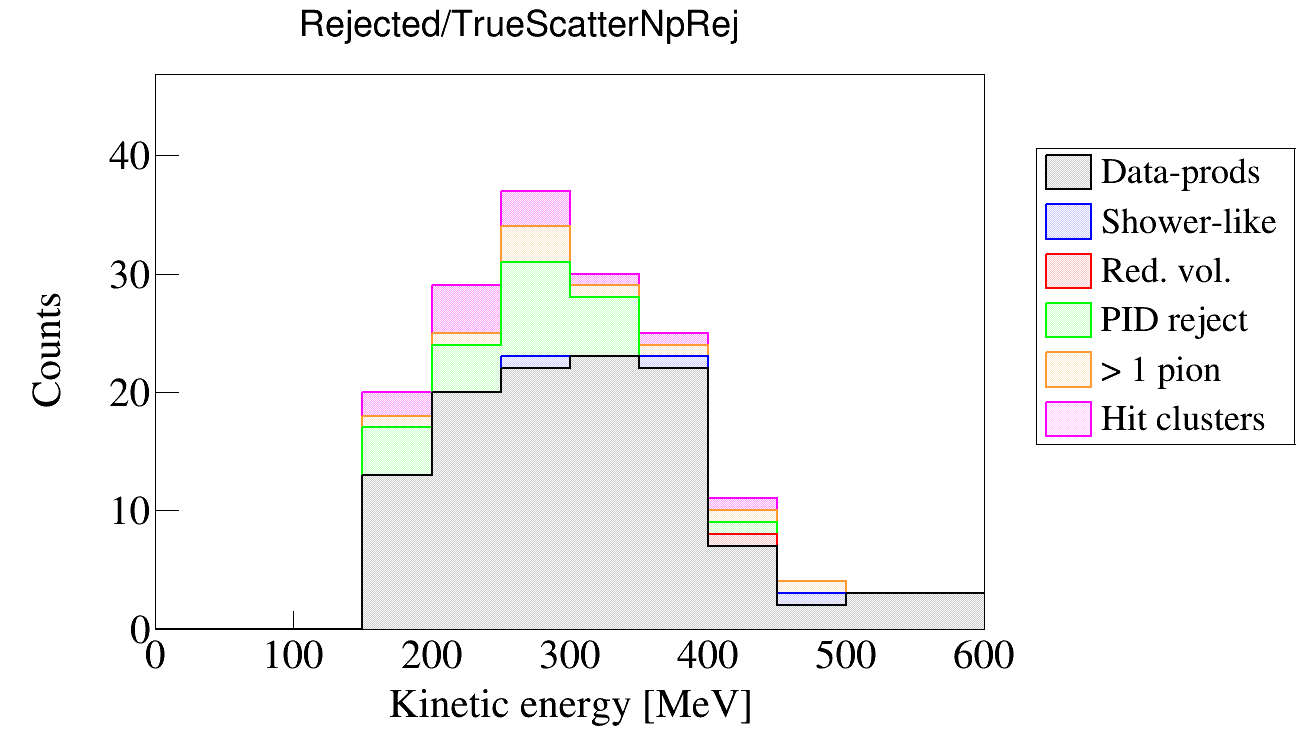 Rejected/TrueScatterNpRej
40
30
20
10
0
Counts
0 100 200 300 400 500 600
Kinetic energy [MeV]
Data-prods
Shower-like
Red. vol.
PID reject
> 1 pion
Hit clusters